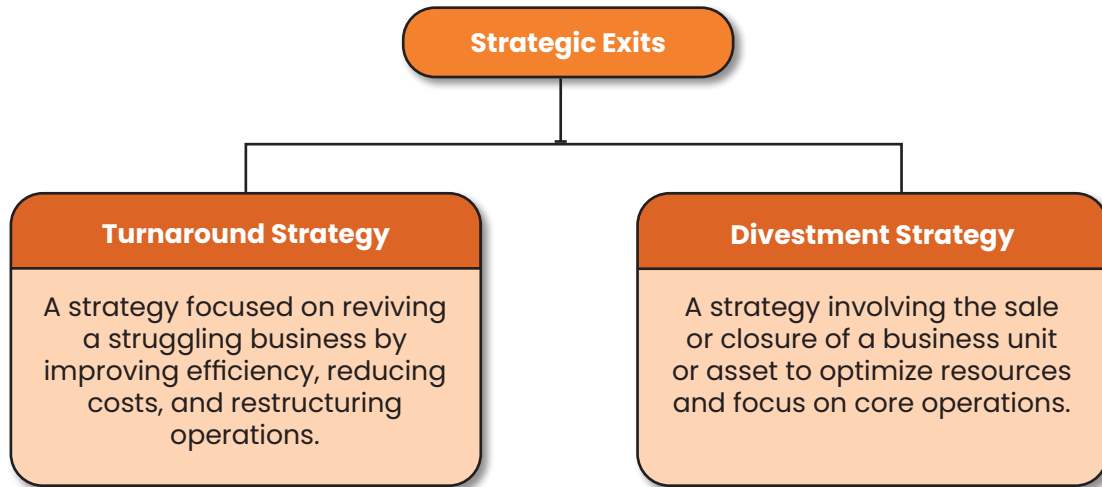 Strategic Exits
Turnaround Strategy
A strategy focused on reviving
a struggling business by
improving efficiency, reducing
costs, and restructuring
operations.
Divestment Strategy
A strategy involving the sale
or closure of a business unit
or asset to optimize resources
and focus on core operations.